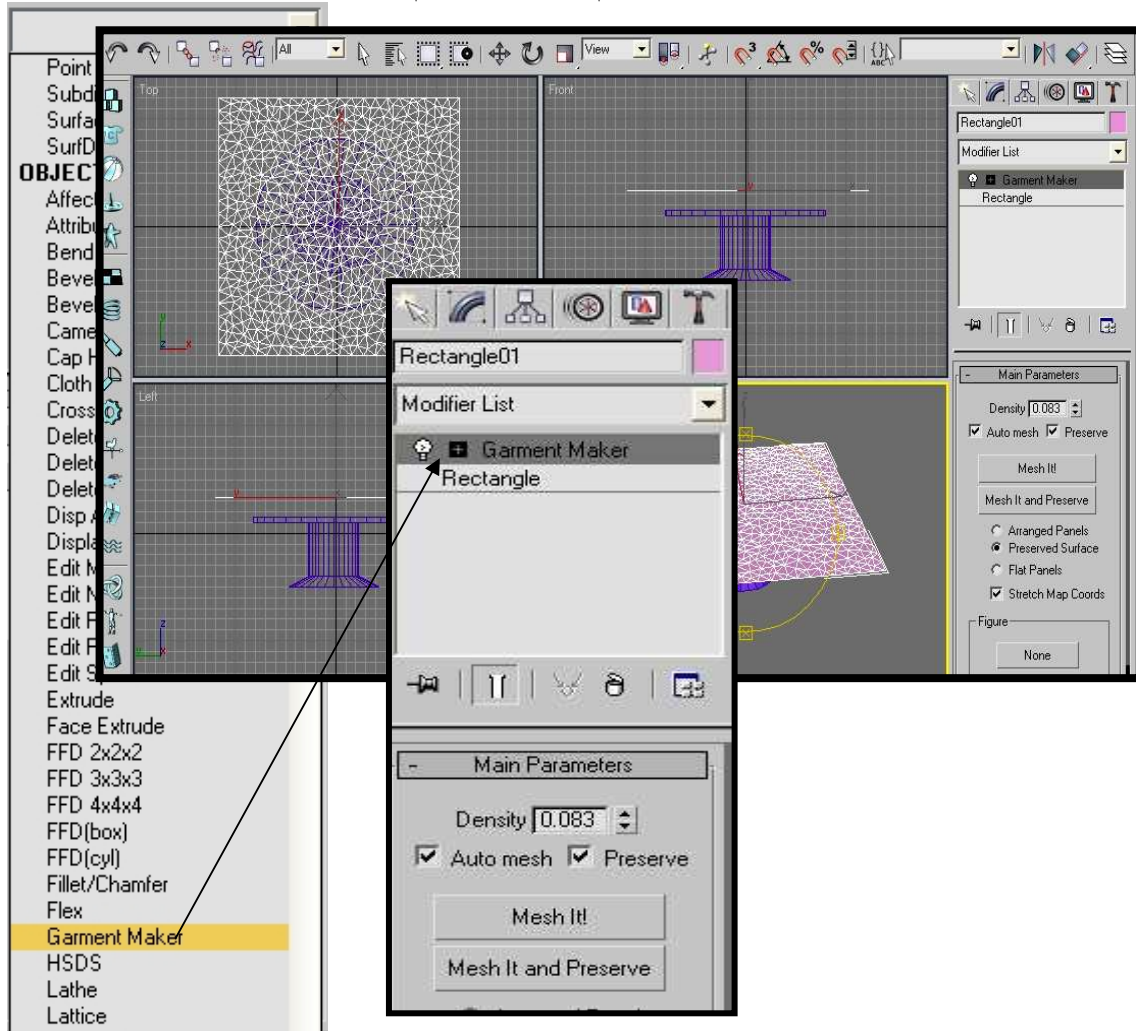 Point
Subdi
Surfa
SurfD
OBJEC
Affec
Attribu
Bend
Beve
Beve
Came
Cap H
Cloth
Cross
Delet
Delet
Delet
Disp A
Displa
Edit M
Edit N
Edit P
Edit P
Edit S
Extrude
Face Extrude
FFD 2x2x2
FFD 3x3x3
FFD 4x4x4
FFD(box)
FFD(cyl)
Fillet/Chamfer
Flex
Garment Maker
HSDS
Lathe
Lattice
All
View
3
%
ABC
Top
Front
Left
y
x
z
Rectangle01
Modifier List
Garment Maker
Rectangle
Main Parameters
Density 0.083
Auto mesh Preserve
Mesh It!
Mesh It and Preserve
Arranged Panels
Preserved Surface
Flat Panels
Stretch Map Coords
Figure
None
Rectangle01
Modifier List
Garment Maker
Rectangle
Main Parameters
Density 0.083
Auto mesh Preserve
Mesh It!
Mesh It and Preserve